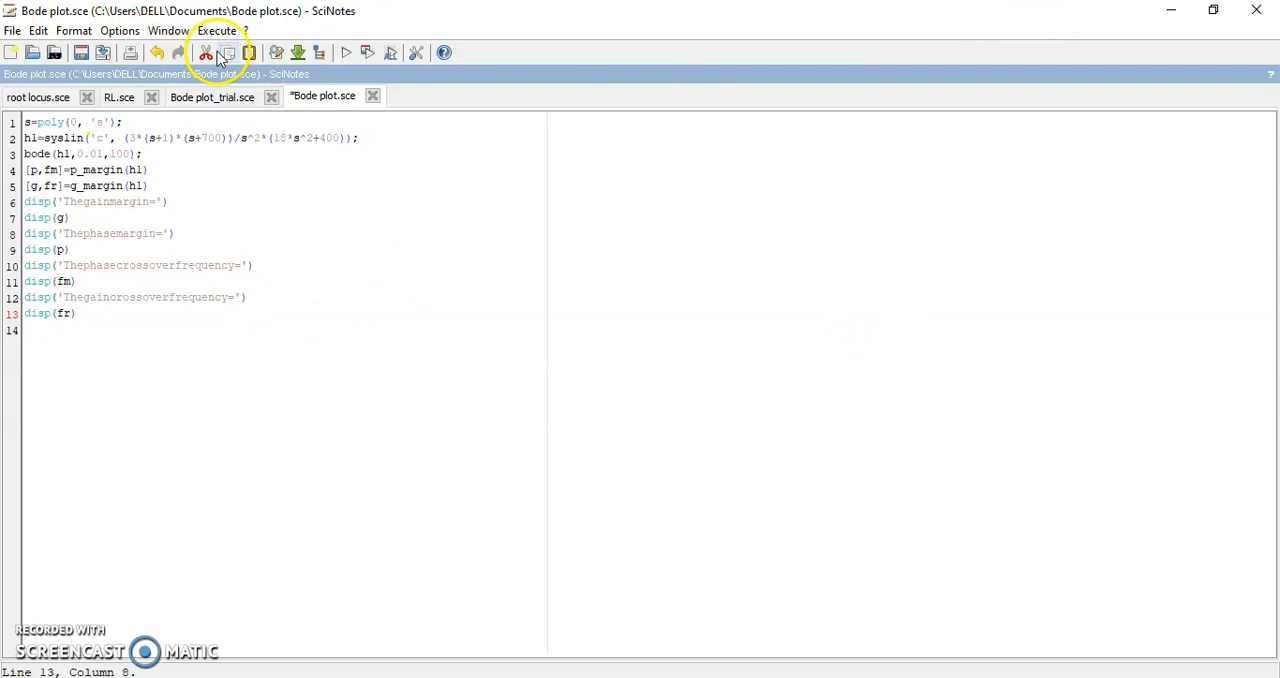 Bode plot.sce (C:\Users\DELL\Documents\Bode plot.sce) - SciNotes
File Edit Format Options Window Execute ?
Bode plot.sce (C:\Users\DELL\Documents\Bode plot.sce) - SciNotes ?
root locus.sce RL.sce Bode plot_trial.sce *Bode plot.sce
1 s=poly(0, 's');
2 h1=syslin('c', (3*(s+1)*(s+700))/s^2*(18*s^2+400));
3 bode(h1,0.01,100);
4 [p,fm]=p_margin(h1)
5 [g,fr]=g_margin(h1)
6 disp('Thegainmargin=')
7 disp(g)
8 disp('Thephasemargin=')
9 disp(p)
10 disp('Thephasecrossoverfrequency=')
11 disp(fm)
12 disp('Thegaincrossoverfrequency=')
13 disp(fr)
14
RECORDED WITH
SCREENCAST MATIC
Line 13, Column 8.